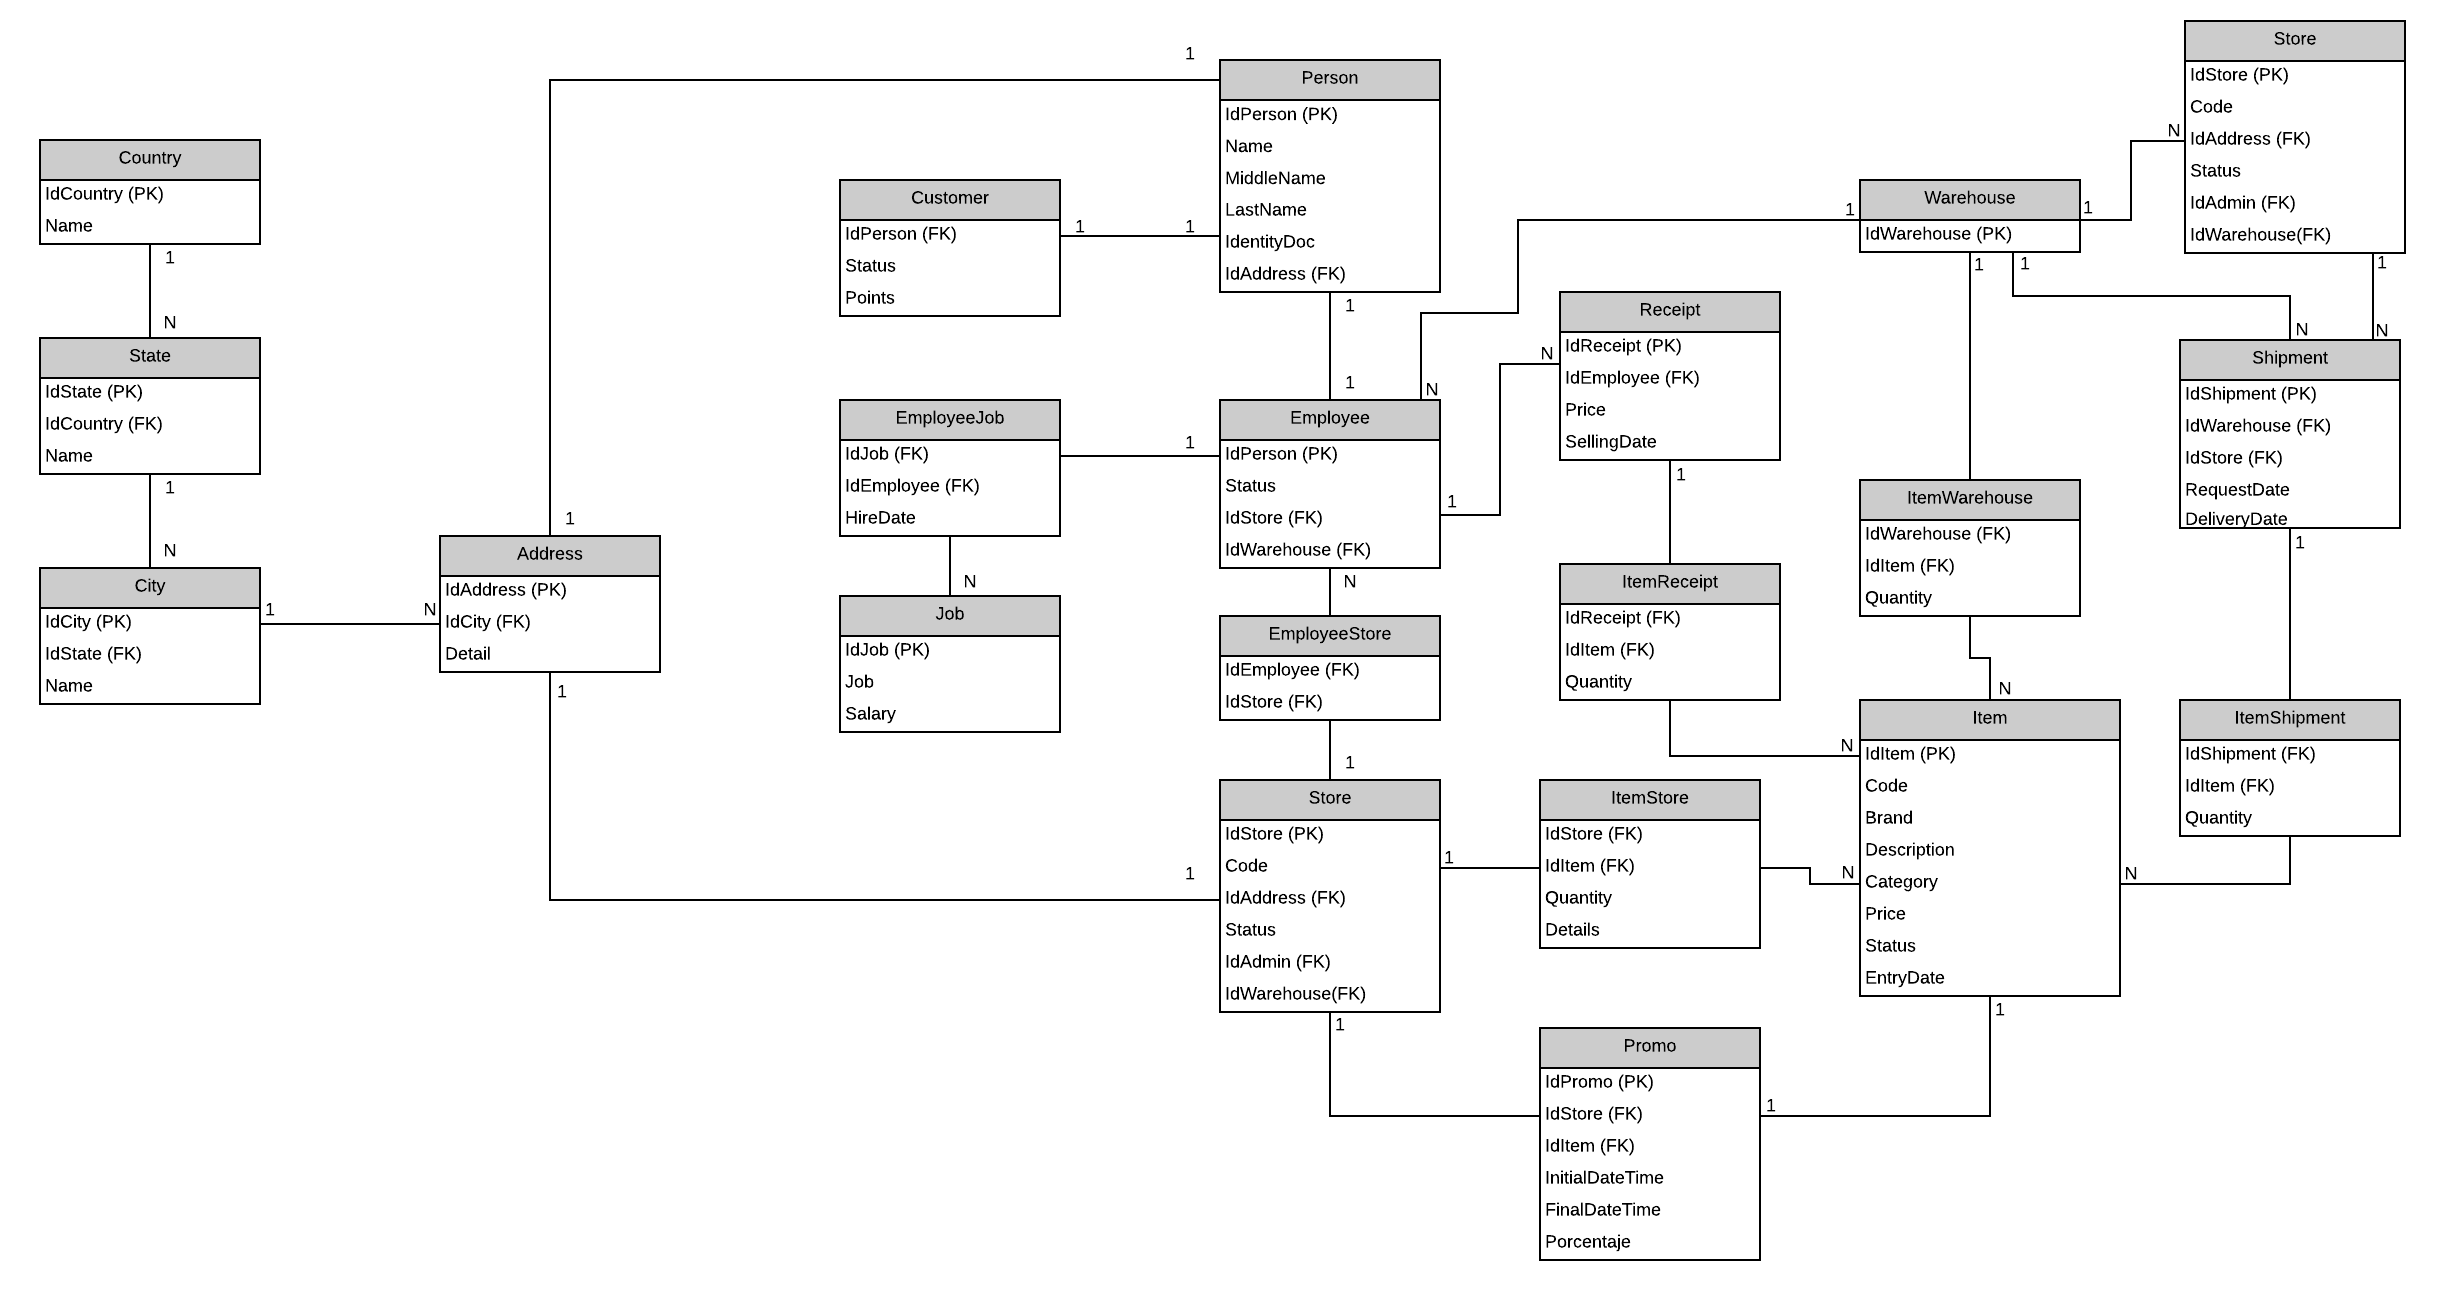 Country
IdCountry (PK)
Name
1
N
State
IdState (PK)
IdCountry (FK)
Name
1
N
City
IdCity (PK)
IdState (FK)
Name
1
N
1
Address
IdAddress (PK)
IdCity (FK)
Detail
1
1
Customer
IdPerson (FK)
Status
Points
1
1
Person
IdPerson (PK)
Name
MiddleName
LastName
IdentityDoc
IdAddress (FK)
1
1
EmployeeJob
IdJob (FK)
IdEmployee (FK)
HireDate
1
N
Job
IdJob (PK)
Job
Salary
N
Employee
IdPerson (PK)
Status
IdStore (FK)
IdWarehouse (FK)
1
N
EmployeeStore
IdEmployee (FK)
IdStore (FK)
1
1
Store
IdStore (PK)
Code
IdAddress (FK)
Status
IdAdmin (FK)
IdWarehouse(FK)
1
1
N
Receipt
IdReceipt (PK)
IdEmployee (FK)
Price
SellingDate
1
ItemReceipt
IdReceipt (FK)
IdItem (FK)
Quantity
N
ItemStore
IdStore (FK)
IdItem (FK)
Quantity
Details
N
Promo
IdPromo (PK)
IdStore (FK)
IdItem (FK)
InitialDateTime
FinalDateTime
Porcentaje
1
1
Warehouse
IdWarehouse (PK)
1
1
1
ItemWarehouse
IdWarehouse (FK)
IdItem (FK)
Quantity
N
Item
IdItem (PK)
Code
Brand
Description
Category
Price
Status
EntryDate
1
N
N
Store
IdStore (PK)
Code
IdAddress (FK)
Status
IdAdmin (FK)
IdWarehouse(FK)
1
N
N
Shipment
IdShipment (PK)
IdWarehouse (FK)
IdStore (FK)
RequestDate
DeliveryDate
1
ItemShipment
IdShipment (FK)
IdItem (FK)
Quantity